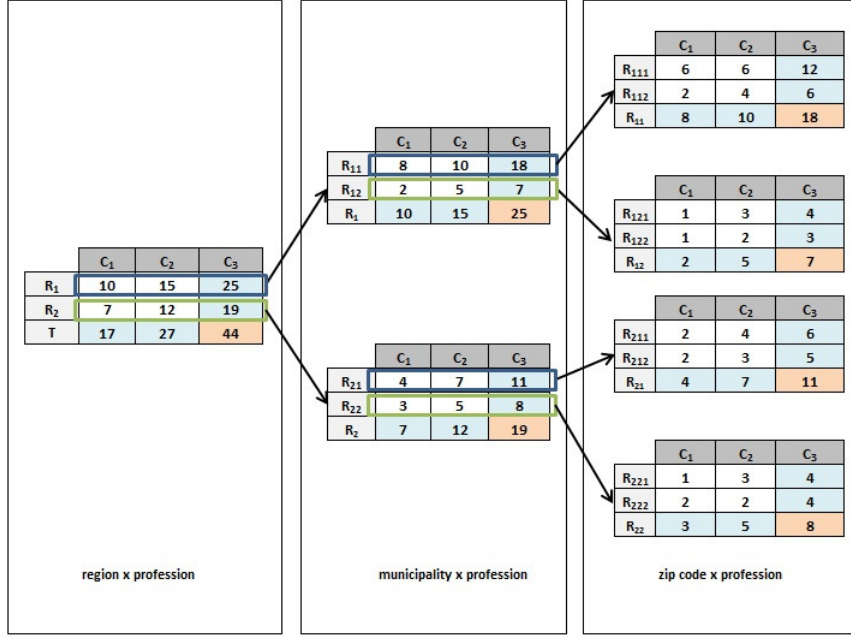 C1 C2 C3
R1 10 15 25
R2 7 12 19
T 17 27 44
region x profession
C1 C2 C3
R11 8 10 18
R12 2 5 7
R1 10 15 25
C1 C2 C3
R21 4 7 11
R22 3 5 8
R2 7 12 19
municipality x profession
C1 C2 C3
R111 6 6 12
R112 2 4 6
R11 8 10 18
C1 C2 C3
R121 1 3 4
R122 1 2 3
R12 2 5 7
C1 C2 C3
R211 2 4 6
R212 2 3 5
R21 4 7 11
C1 C2 C3
R221 1 3 4
R222 2 2 4
R22 3 5 8
zip code x profession